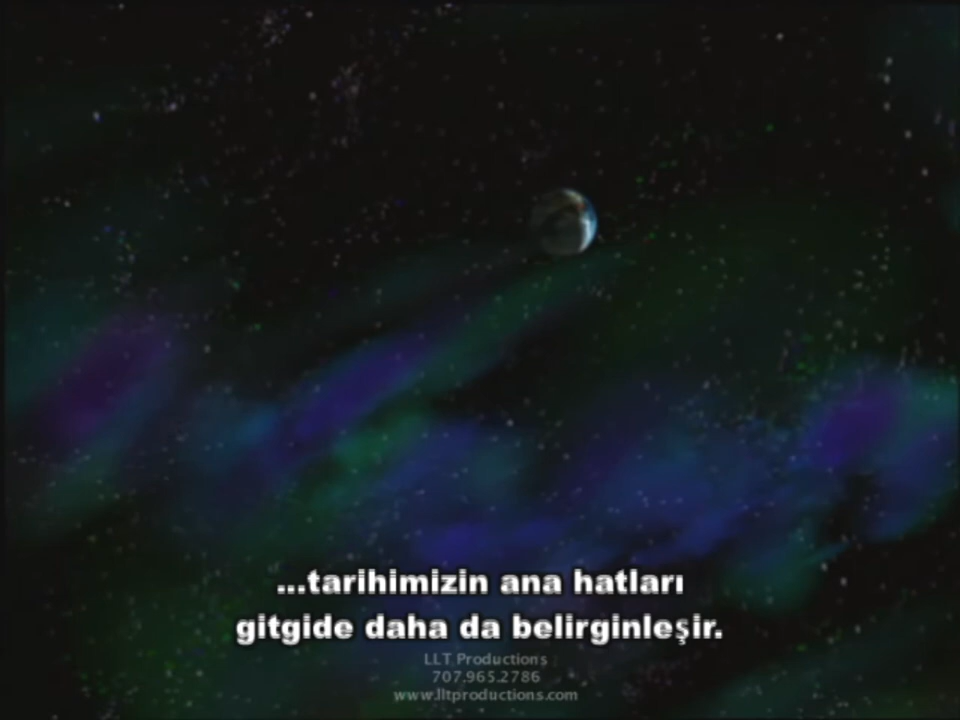 ...tarihimizin ana hatları
gitgide daha da belirginleşir.
LLT Productions
707.965.2786
www.lltproductions.com